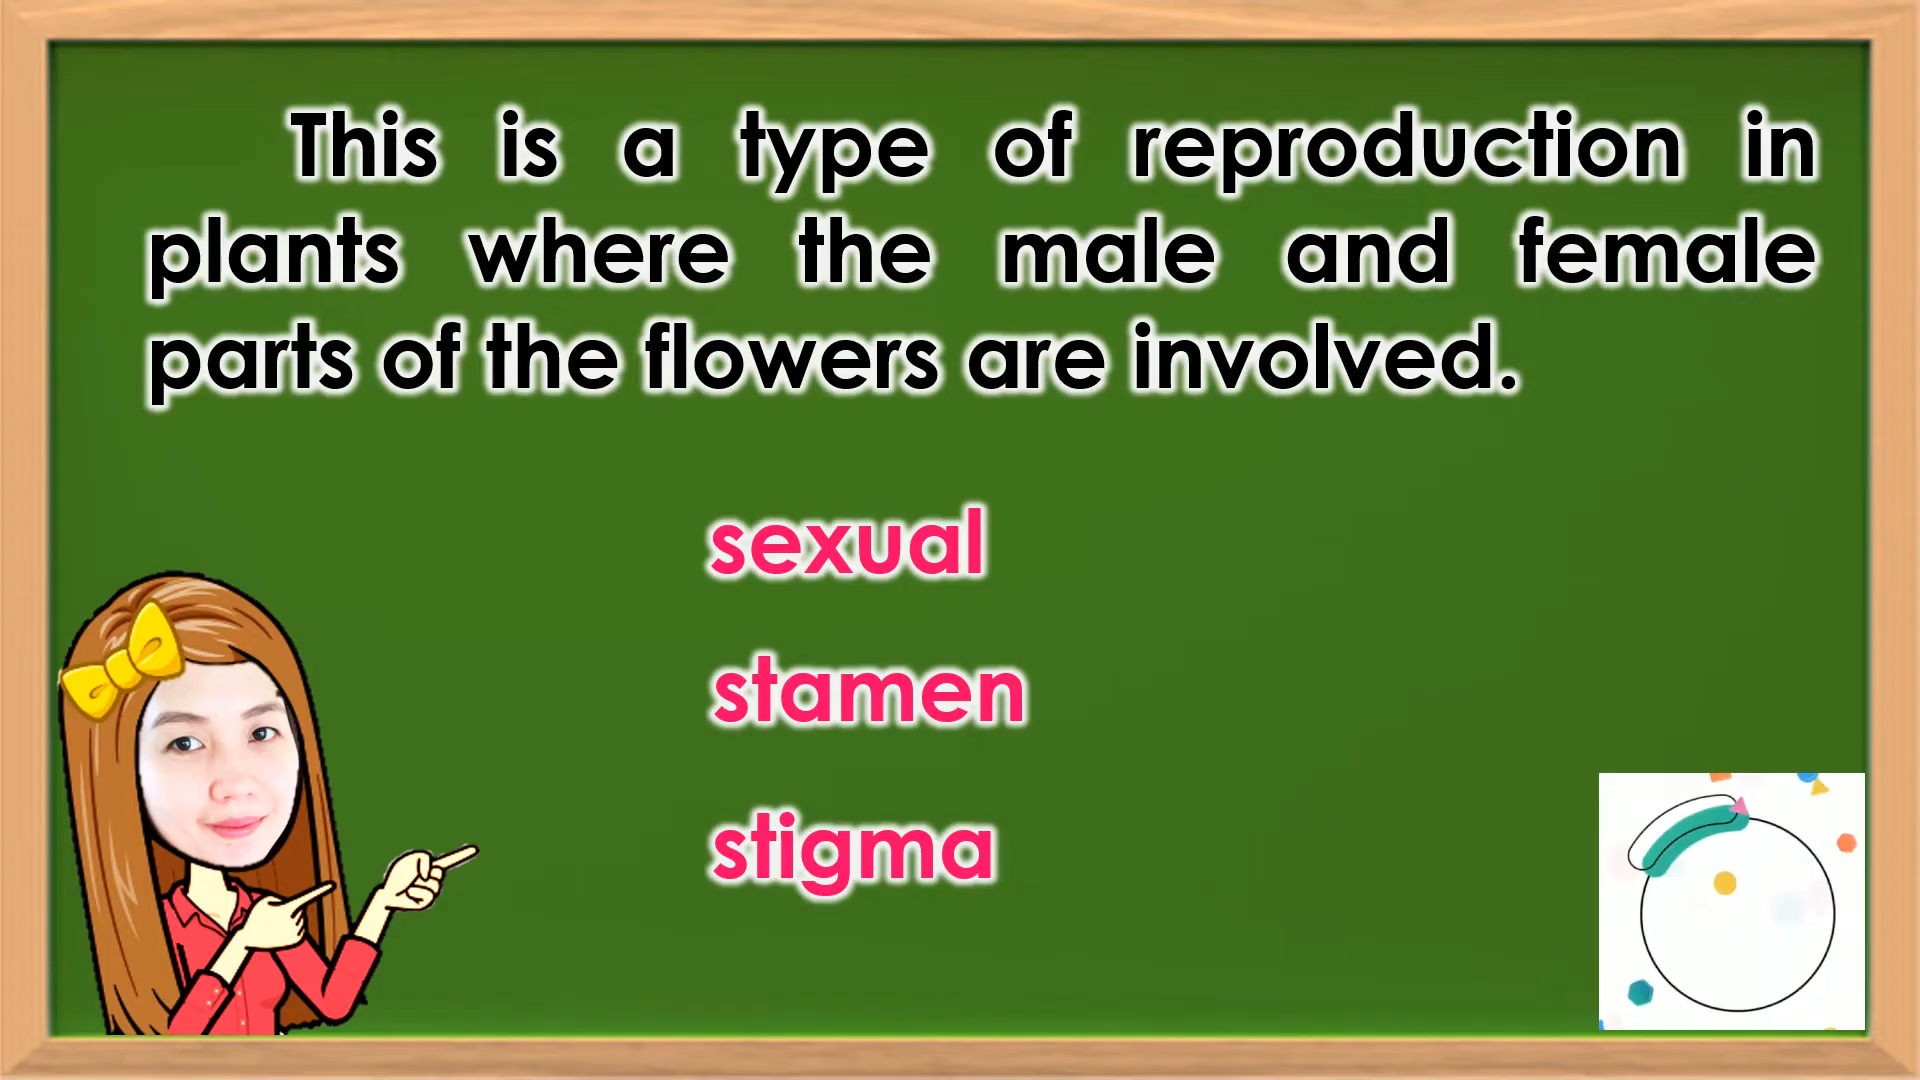 This is a type of reproduction in
plants where the male and female
parts of the flowers are involved.
sexual
stamen
stigma